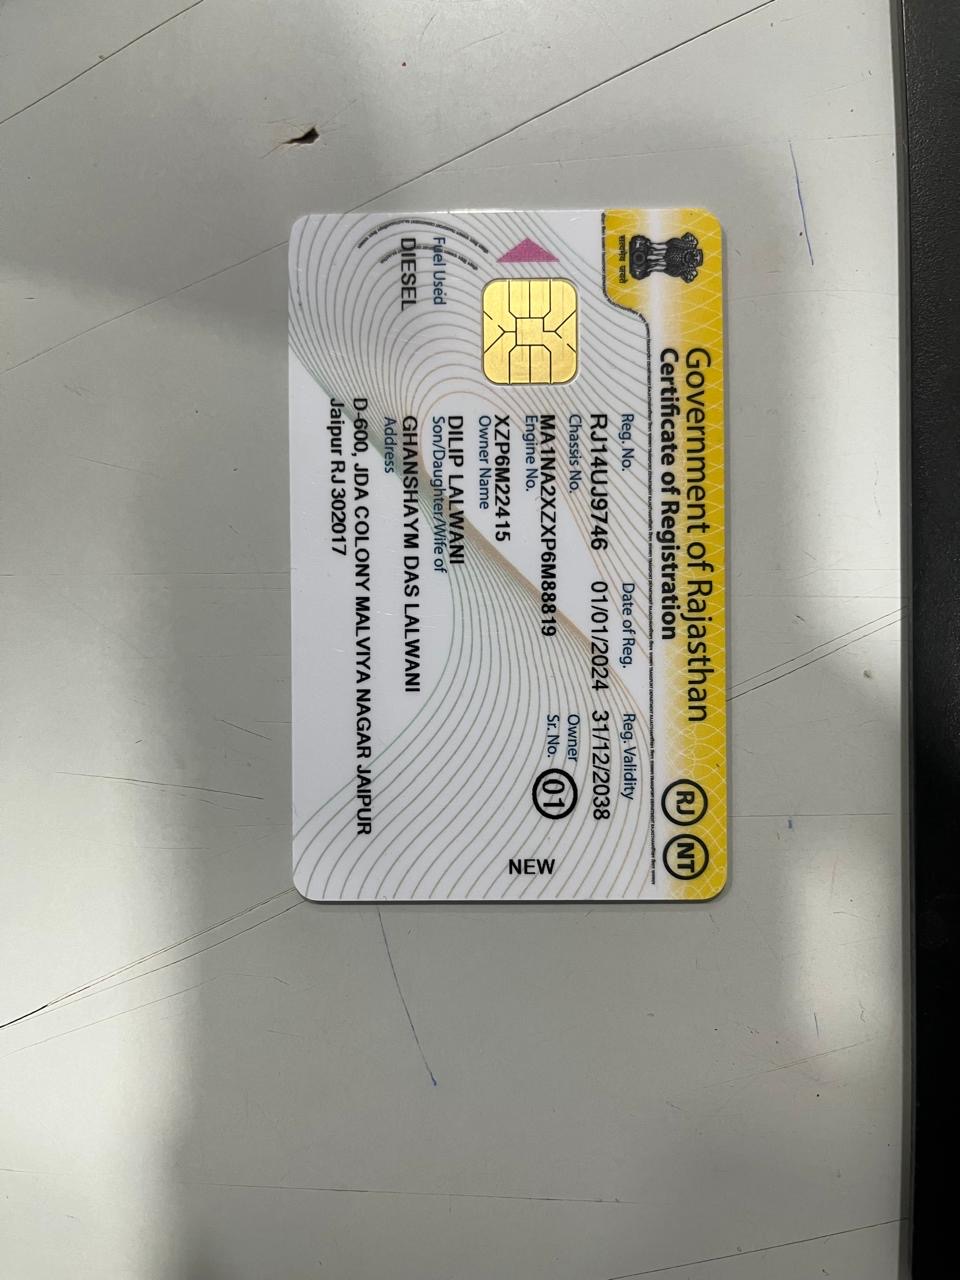 Government of Rajasthan
Certificate of Registration
RJ NT
सत्यमेव जयते
Reg. No. Date of Reg. Reg. Validity
RJ14UJ9746 01/01/2024 31/12/2038
Chassis No. Owner
MA1NA2XZXP6M88819 Sr. No. 01
Engine No.
XZP6M22415 NEW
Owner Name
DILIP LALWANI
Fuel Used Son/Daughter/Wife of
DIESEL GHANSHAYM DAS LALWANI
Address
D-600, JDA COLONY MALVIYA NAGAR JAIPUR
Jaipur RJ 302017